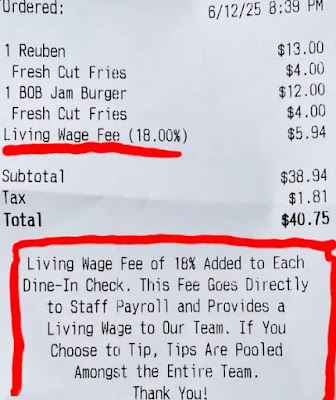 Ordered: 6/12/25 8:39 PM
1 Reuben $13.00
Fresh Cut Fries $4.00
1 BOB Jam Burger $12.00
Fresh Cut Fries $4.00
Living Wage Fee (18.00%) $5.94
Subtotal $38.94
Tax $1.81
Total $40.75
Living Wage Fee of 18% Added to Each
Dine-In Check. This Fee Goes Directly
to Staff Payroll and Provides a
Living Wage to Our Team. If You
Choose to Tip, Tips Are Pooled
Amongst the Entire Team.
Thank You!